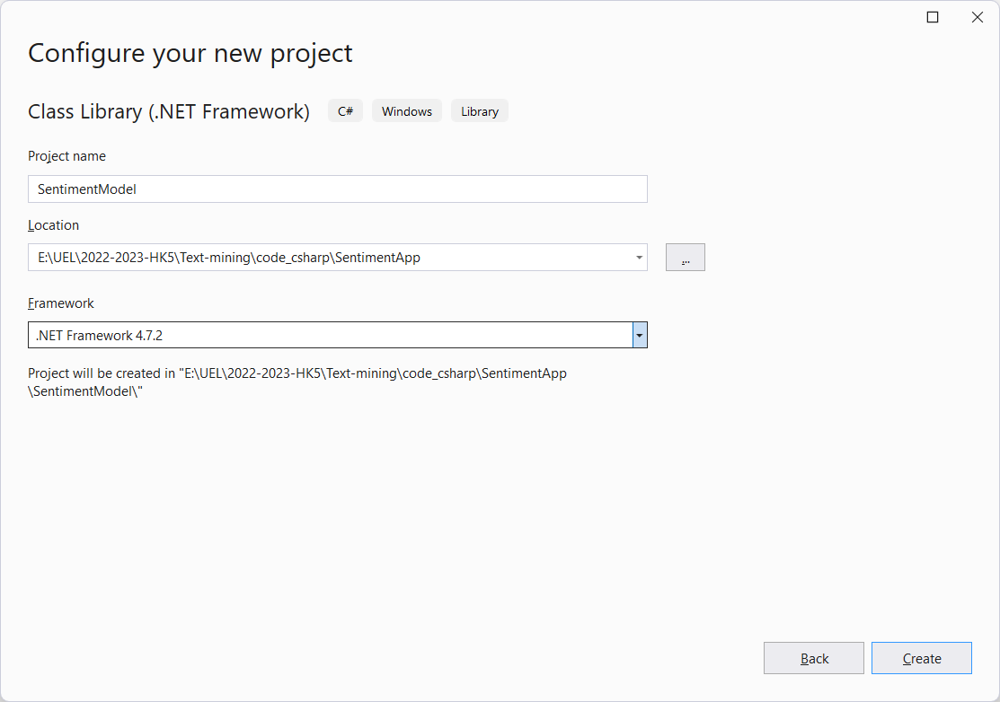 Configure your new project
Class Library (.NET Framework) C# Windows Library
Project name
SentimentModel
Location
E:\UEL\2022-2023-HK5\Text-mining\code_csharp\SentimentApp ...
Framework
.NET Framework 4.7.2
Project will be created in "E:\UEL\2022-2023-HK5\Text-mining\code_csharp\SentimentApp
\SentimentModel\"
Back Create